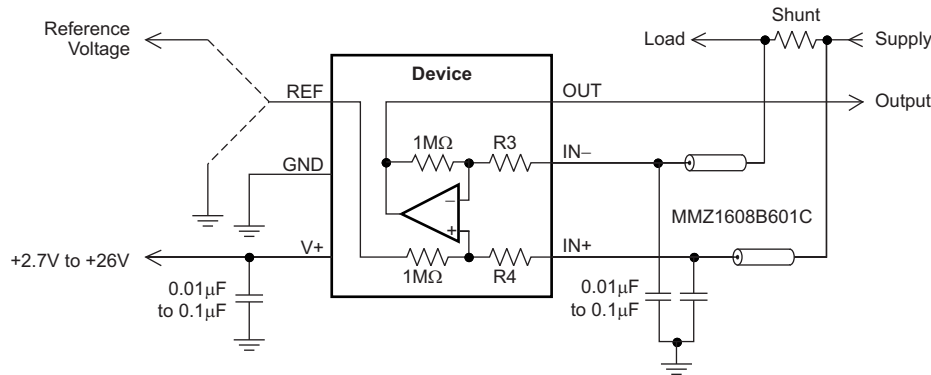 Shunt
Reference
Voltage
Load
Supply
Device
REF
OUT
Output
1MΩ
R3
IN−
GND
−
MMZ1608B601C
+
V+
IN+
+2.7V to +26V
1MΩ
R4
0.01µF
to 0.1µF
0.01µF
to 0.1µF